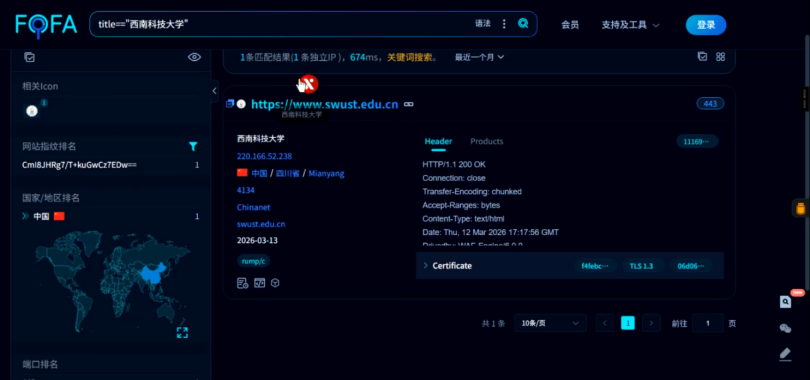 FOFA
title=="西南科技大学"
语法
会员
支持及工具
登录
1条匹配结果(1 条独立IP ), 674ms, 关键词搜索。
最近一个月
相关Icon
1
网站指纹排名
CmI8JHRg7/T+kuGwCz7EDw== 1
国家/地区排名
中国 1
端口排名
https://www.swust.edu.cn
443
西南科技大学
西南科技大学
220.166.52.238
中国 / 四川省 / Mianyang
4134
Chinanet
swust.edu.cn
2026-03-13
rump/c
Header Products
11169···
HTTP/1.1 200 OK
Connection: close
Transfer-Encoding: chunked
Accept-Ranges: bytes
Content-Type: text/html
Date: Thu, 12 Mar 2026 17:17:56 GMT
Certificate
f4febc··· TLS 1.3 06d06···
共 1 条
10条/页
1
前往 1 页